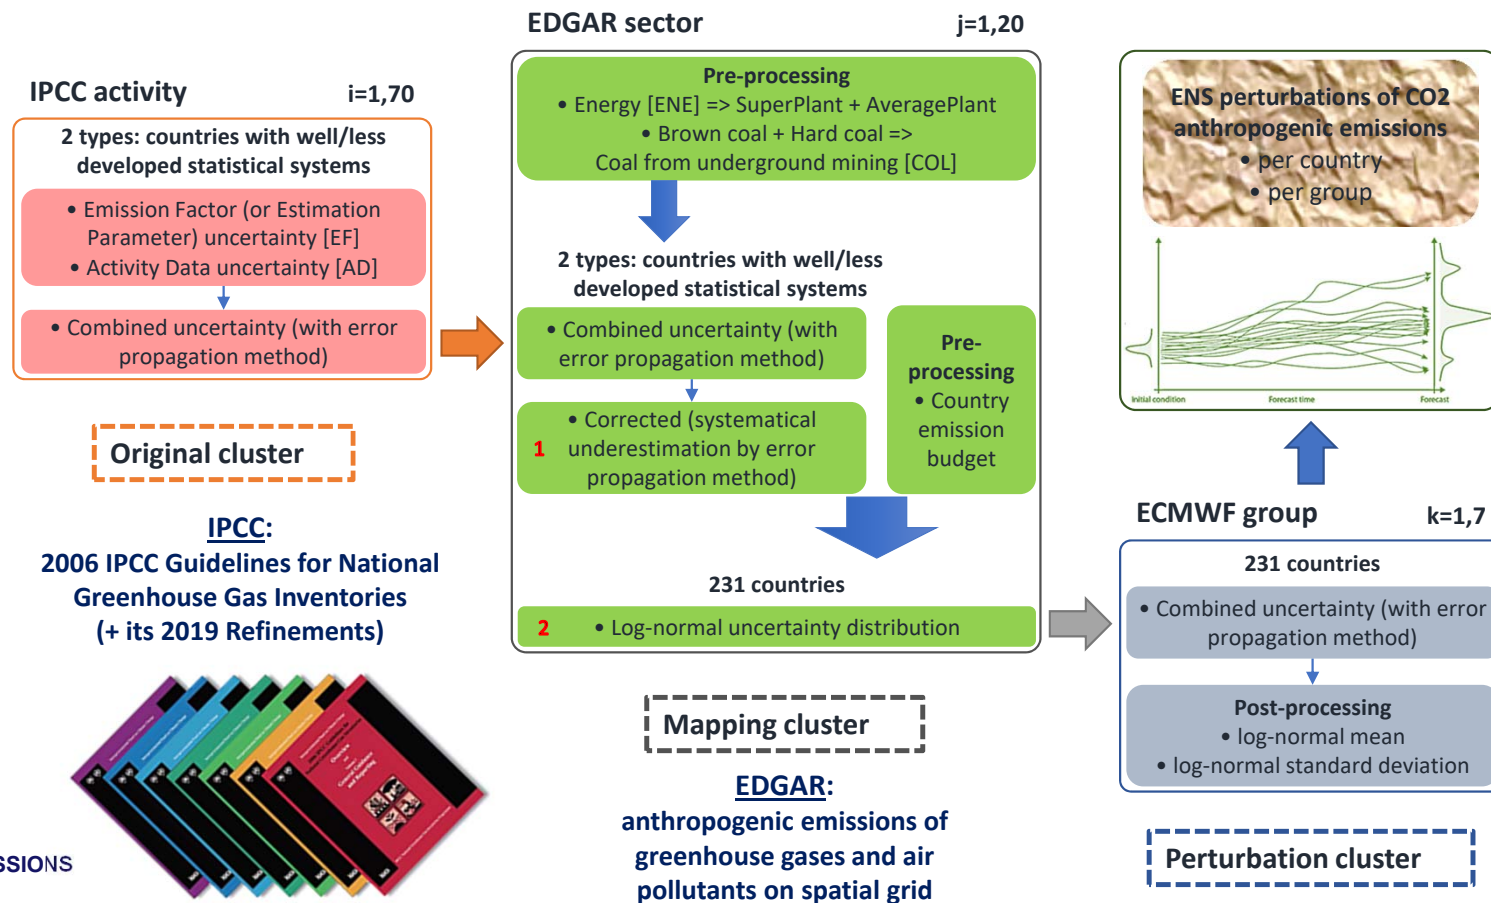 EDGAR sector
j=1,20
IPCC activity
i=1,70
2 types: countries with well/less
developed statistical systems
• Emission Factor (or Estimation
Parameter) uncertainty [EF]
• Activity Data uncertainty [AD]
• Combined uncertainty (with error
propagation method)
Original cluster
IPCC:
2006 IPCC Guidelines for National
Greenhouse Gas Inventories
(+ its 2019 Refinements)
SSIONS
Pre-processing
• Energy [ENE] => SuperPlant + AveragePlant
• Brown coal + Hard coal =>
Coal from underground mining [COL]
2 types: countries with well/less
developed statistical systems
• Combined uncertainty (with
error propagation method)
1
• Corrected (systematical
underestimation by error
propagation method)
Pre-
processing
• Country
emission
budget
231 countries
2
• Log-normal uncertainty distribution
Mapping cluster
EDGAR:
anthropogenic emissions of
greenhouse gases and air
pollutants on spatial grid
ENS perturbations of CO2
anthropogenic emissions
• per country
• per group
Initial condition
Forecast time
Forecast
ECMWF group
k=1,7
231 countries
• Combined uncertainty (with error
propagation method)
Post-processing
• log-normal mean
• log-normal standard deviation
Perturbation cluster